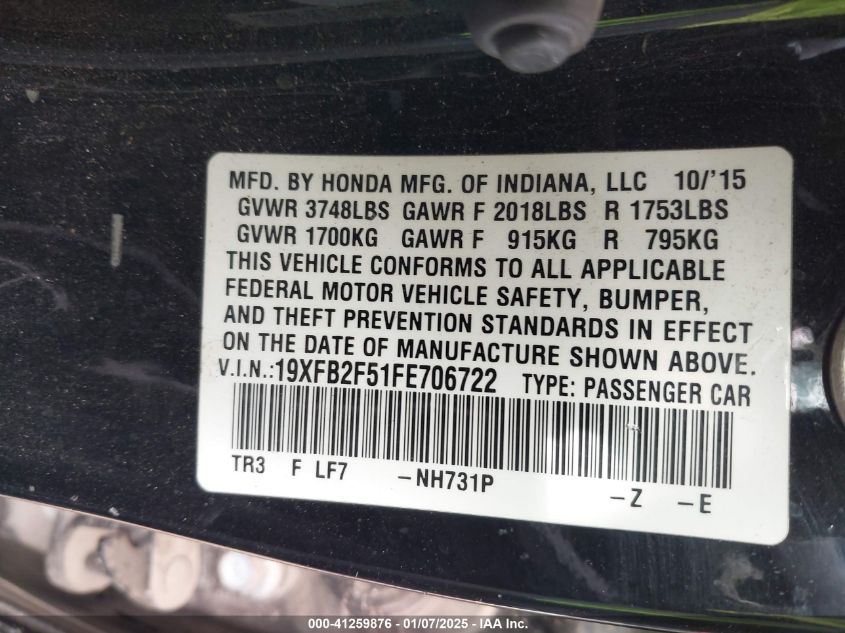 MFD. BY HONDA MFG. OF INDIANA, LLC 10/'15
GVWR 3748LBS GAWR F 2018LBS R 1753LBS
GVWR 1700KG GAWR F 915KG R 795KG
THIS VEHICLE CONFORMS TO ALL APPLICABLE
FEDERAL MOTOR VEHICLE SAFETY, BUMPER,
AND THEFT PREVENTION STANDARDS IN EFFECT
ON THE DATE OF MANUFACTURE SHOWN ABOVE.
V.I.N.:19XFB2F51FE706722 TYPE: PASSENGER CAR
TR3 F LF7 –NH731P –Z –E
000-41259876 - 01/07/2025 - IAA Inc.